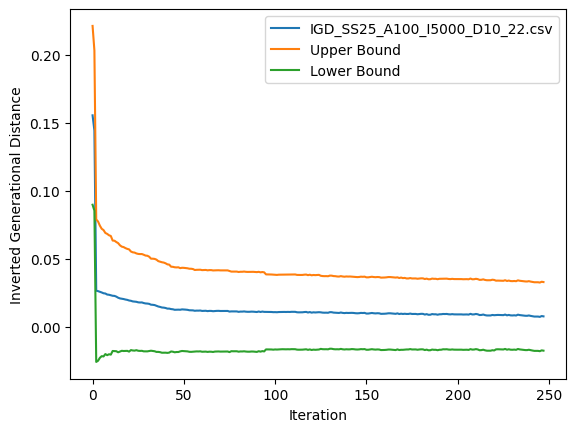 IGD_SS25_A100_I5000_D10_22.csv
Upper Bound
Lower Bound
Inverted Generational Distance
0.20
0.15
0.10
0.05
0.00
0 50 100 150 200 250
Iteration